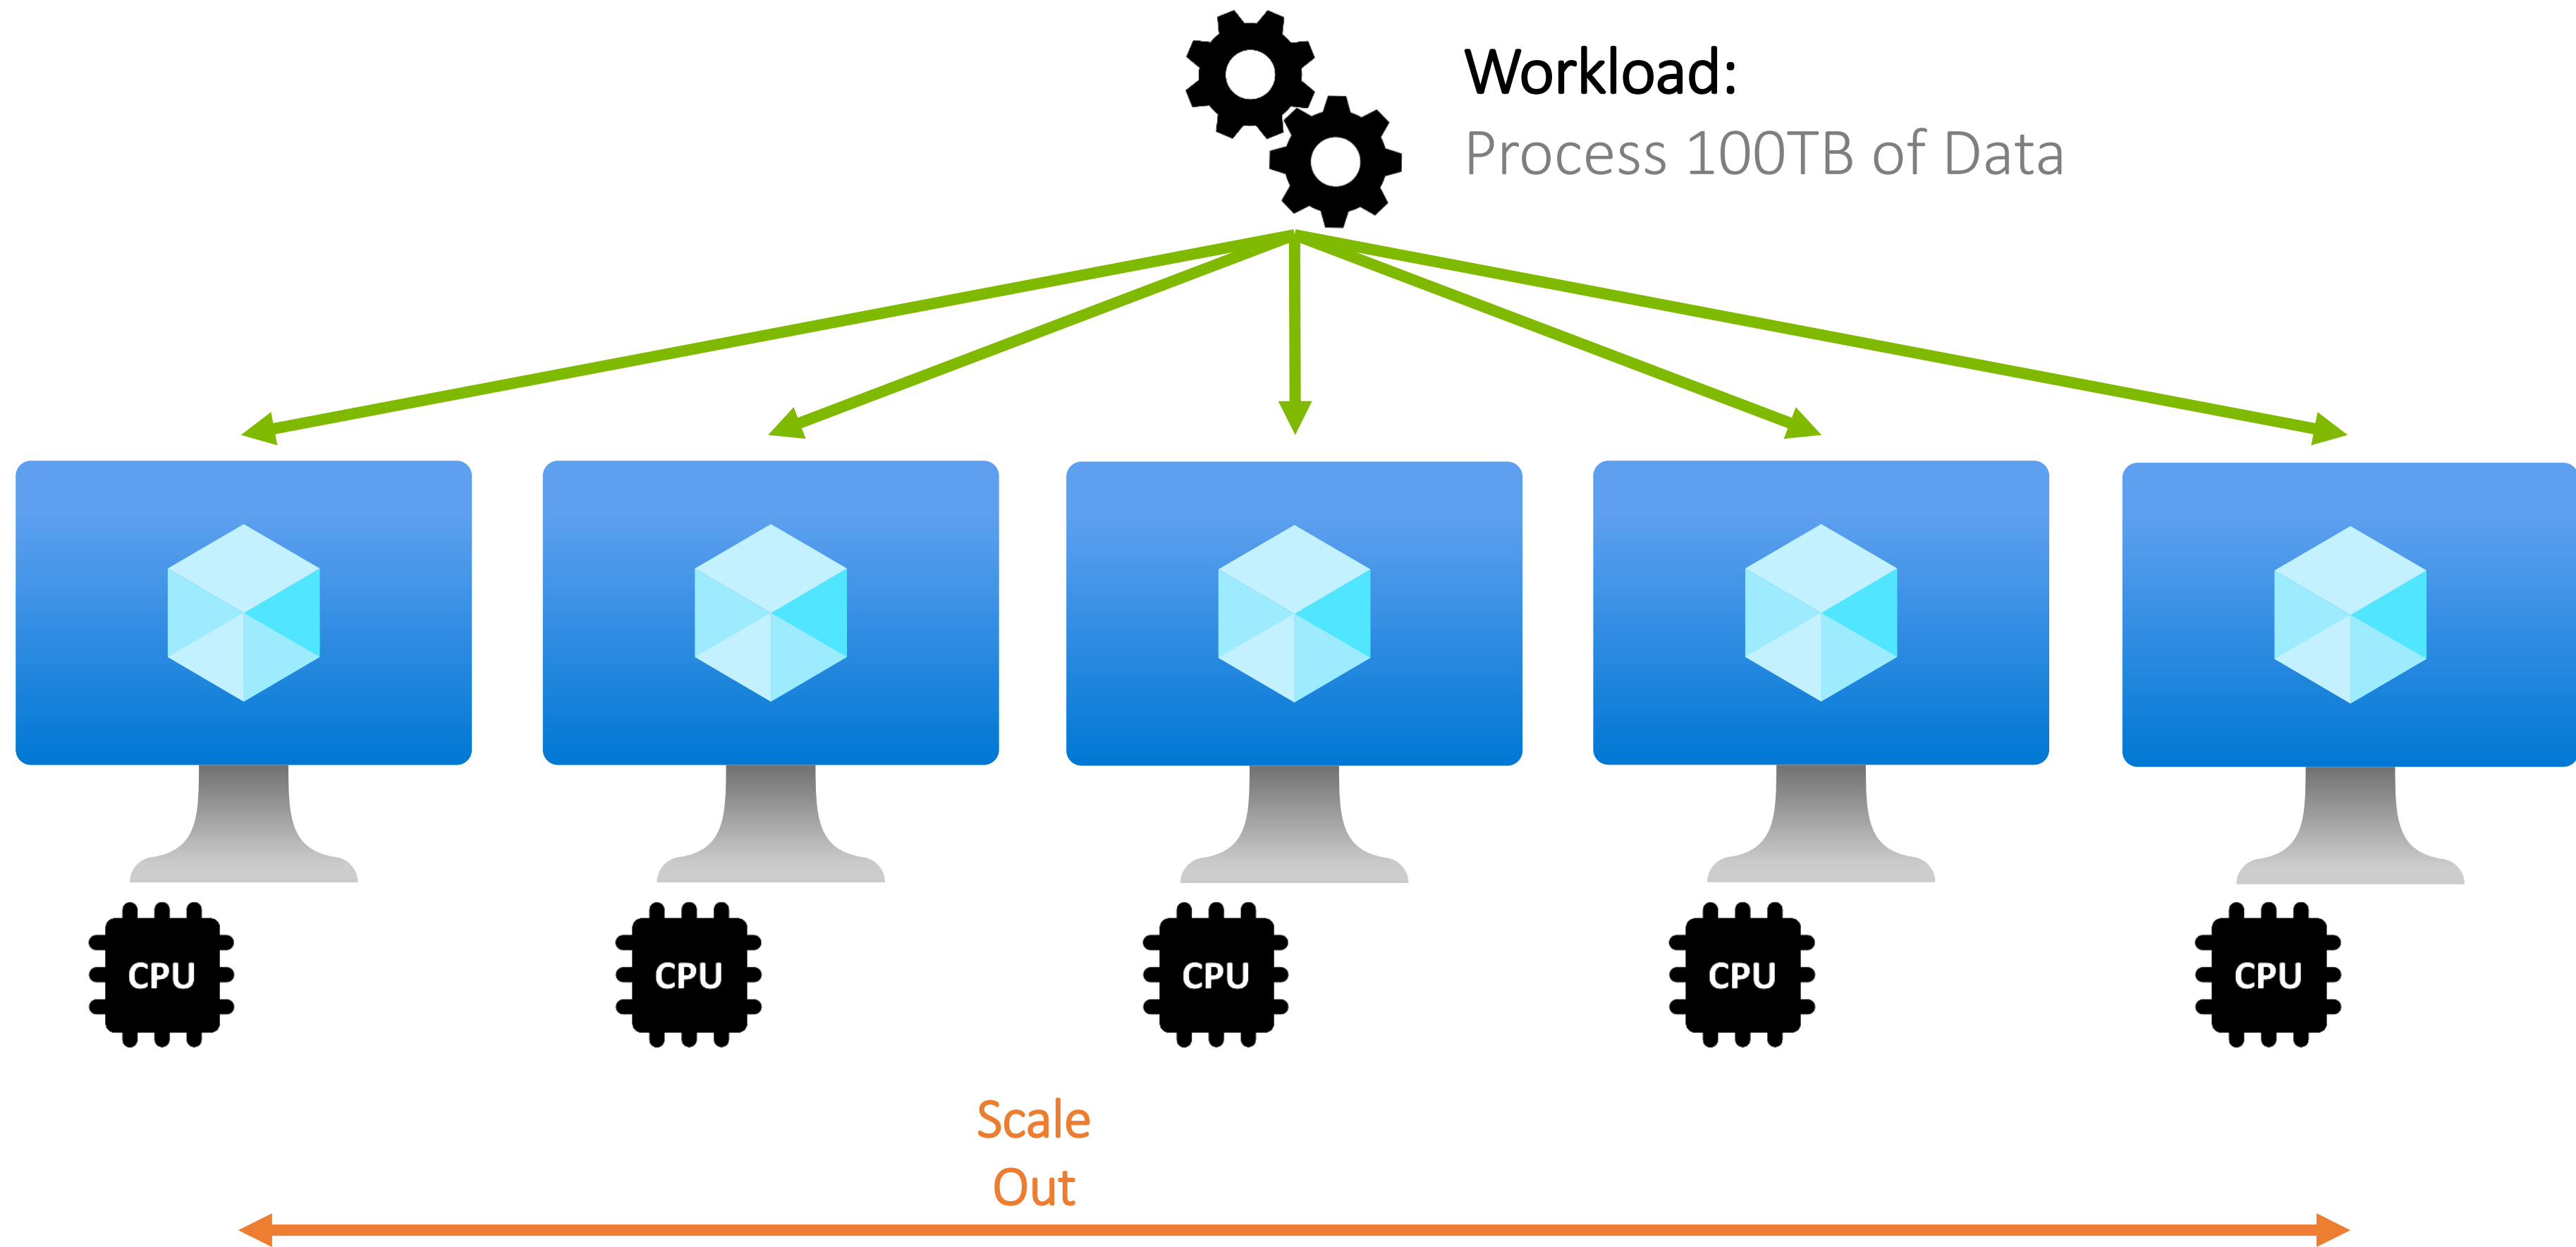 Workload:
Process 100TB of Data
CPU
CPU
CPU
CPU
CPU
Scale
Out